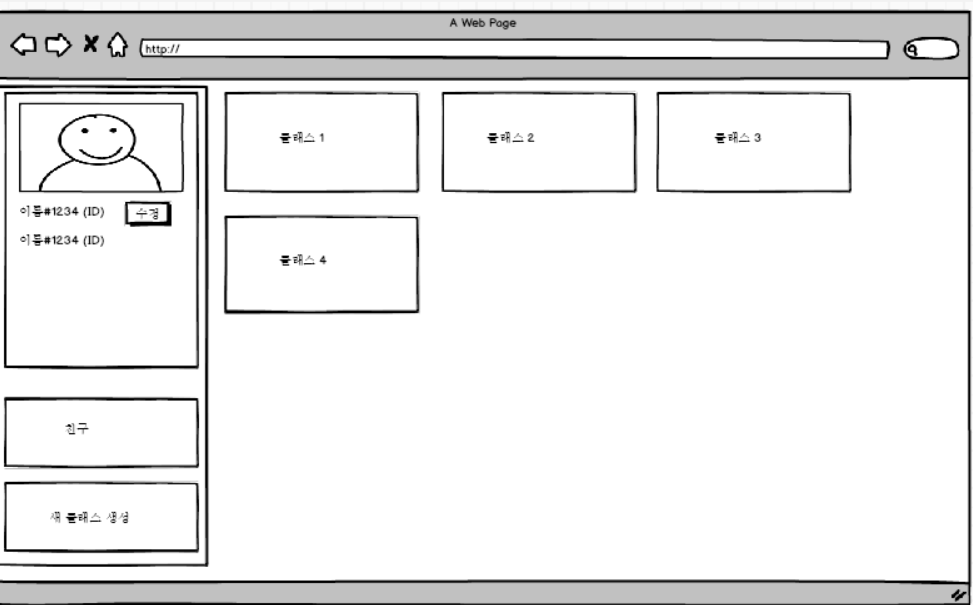 A Web Page
http://
이름#1234 (ID)
수정
이름#1234 (ID)
친구
새 클래스 생성
클래스 1
클래스 2
클래스 3
클래스 4